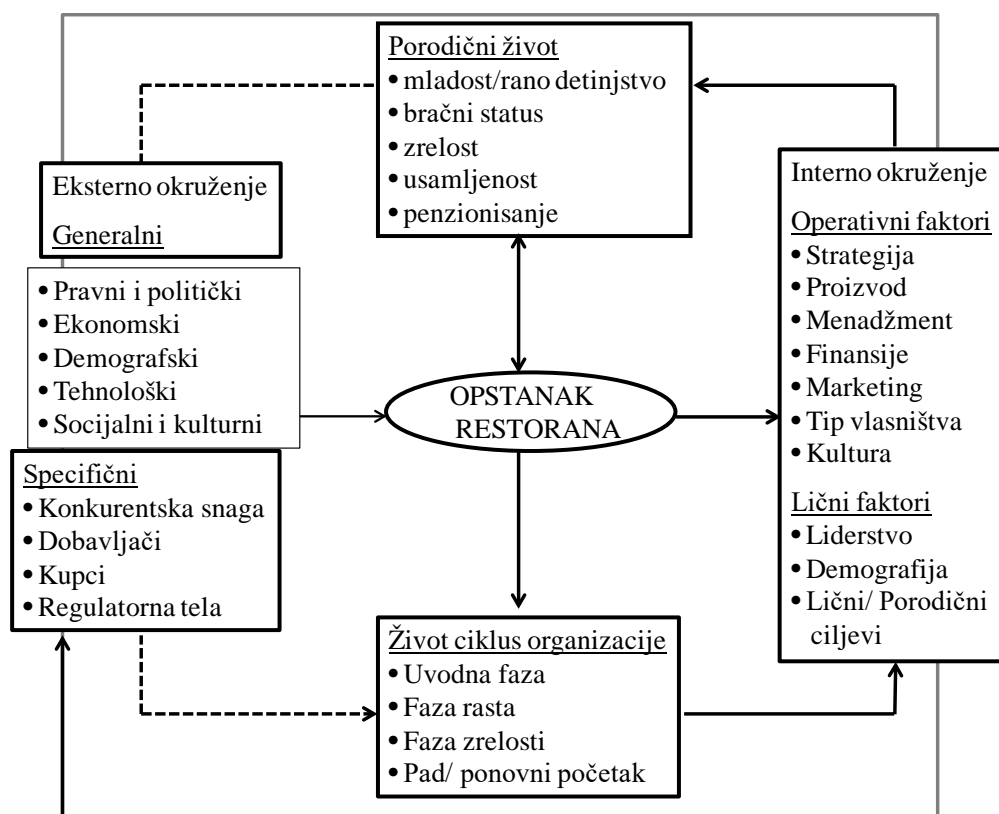 Porodični život
• mladost/rano detinjstvo
• bračni status
• zrelost
• usamljenost
• penzionisanje
Eksterno okruženje
Generalni
• Pravni i politički
• Ekonomski
• Demografski
• Tehnološki
• Socijalni i kulturni
Specifični
• Konkurentska snaga
• Dobavljači
• Kupci
• Regulatorna tela
OPSTANAK
RESTORANA
Interno okruženje
Operativni faktori
• Strategija
• Proizvod
• Menadžment
• Finansije
• Marketing
• Tip vlasništva
• Kultura
Lični faktori
• Liderstvo
• Demografija
• Lični/ Porodični
ciljevi
Život ciklus organizacije
• Uvodna faza
• Faza rasta
• Faza zrelosti
• Pad/ ponovni početak